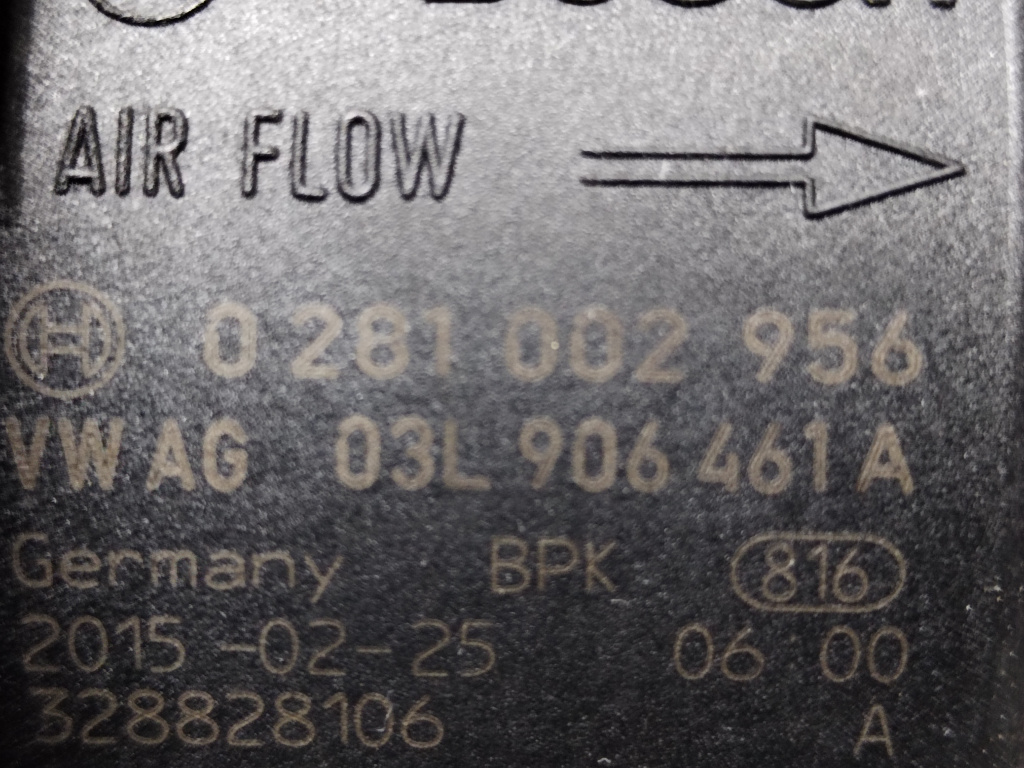 BOSCH
AIR FLOW
0 281 002 956
VW AG 03L 906 461 A
Germany BPK 816
2015-02-25 06 00
328828106 A